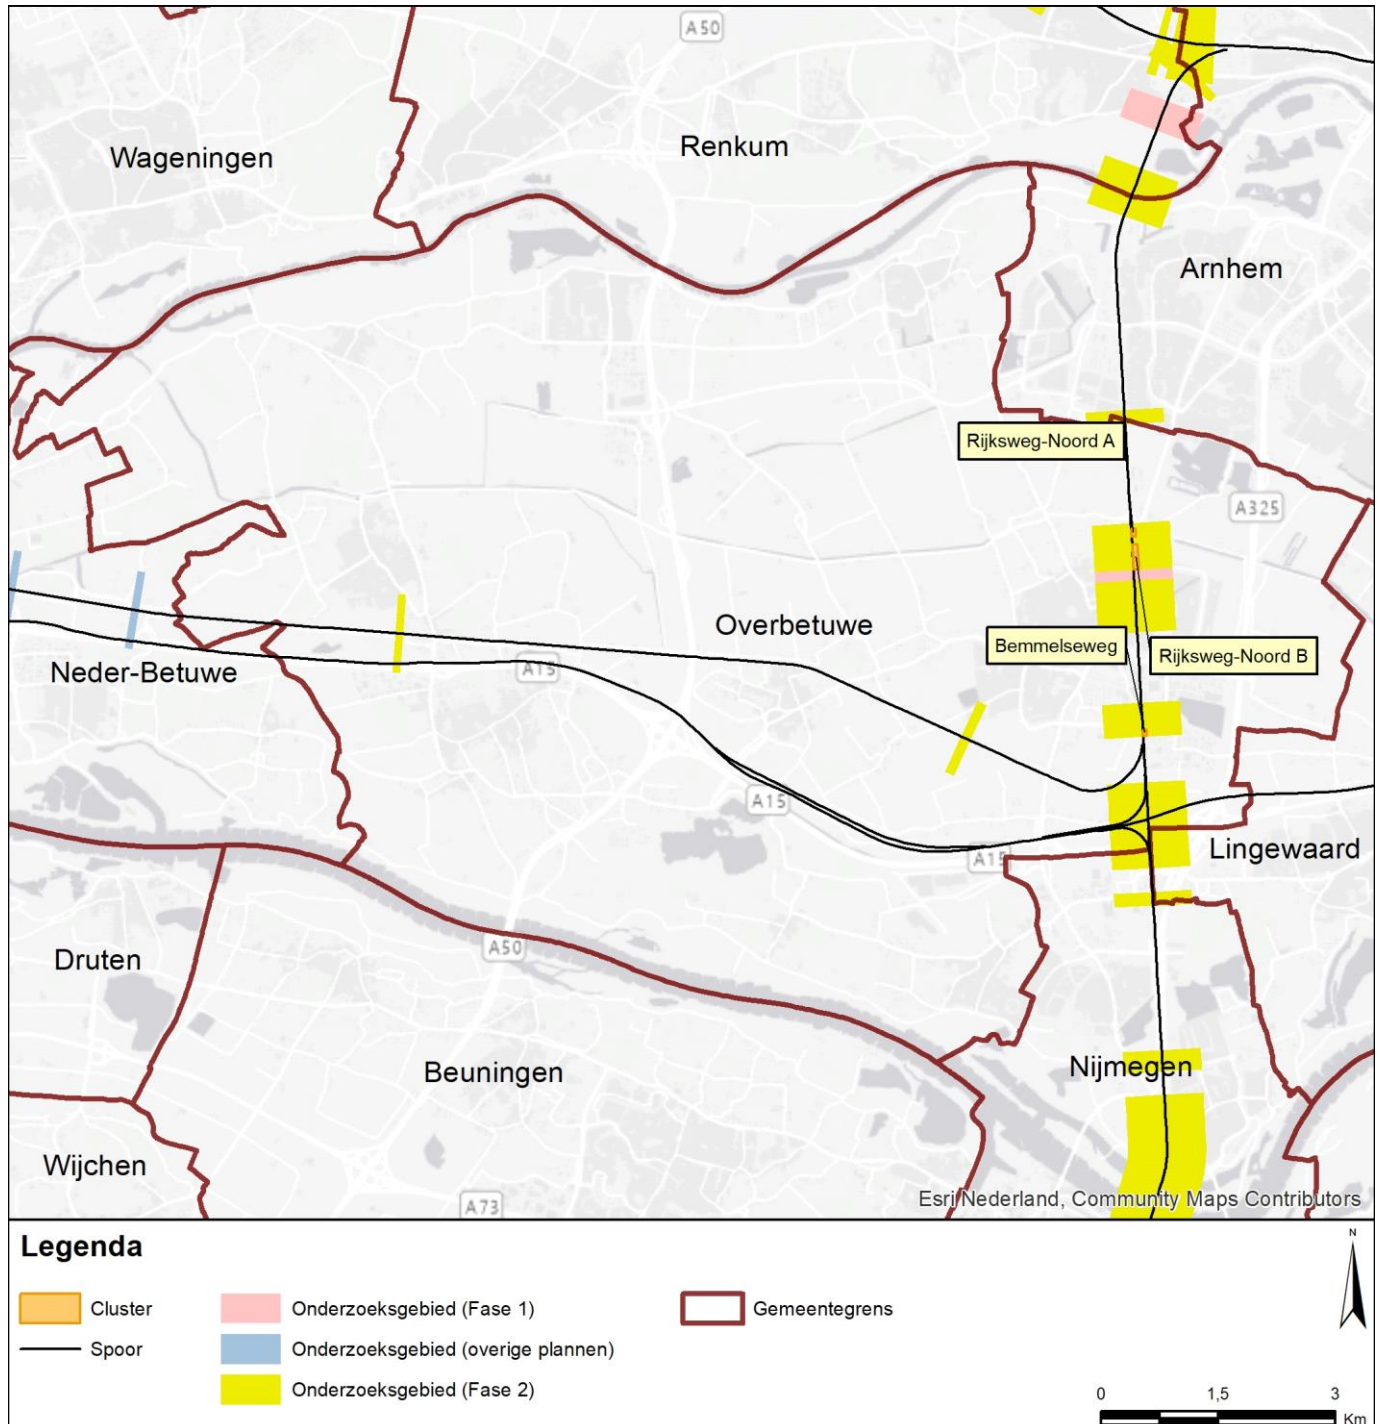 A50
Wageningen
Renkum
Arnhem
Rijksweg-Noord A
A325
Overbetuwe
Bemmelseweg
Rijksweg-Noord B
Neder-Betuwe
A15
A15
A15
Lingewaard
Druten
A50
Beuningen
Nijmegen
Wijchen
A73
Esri Nederland, Community Maps Contributors
Legenda
N
Cluster
Onderzoeksgebied (Fase 1)
Gemeentegrens
Spoor
Onderzoeksgebied (overige plannen)
Onderzoeksgebied (Fase 2)
0 1,5 3
Km